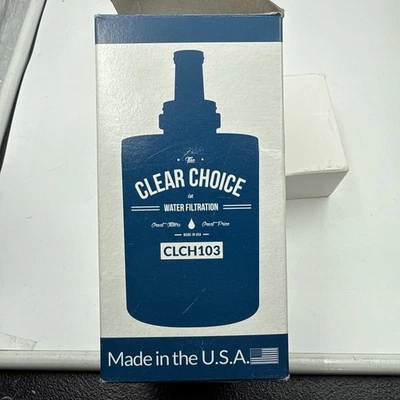 The
CLEAR CHOICE
in
WATER FILTRATION
Great Filters Great Price
MADE IN USA
CLCH103
Made in the U.S.A.